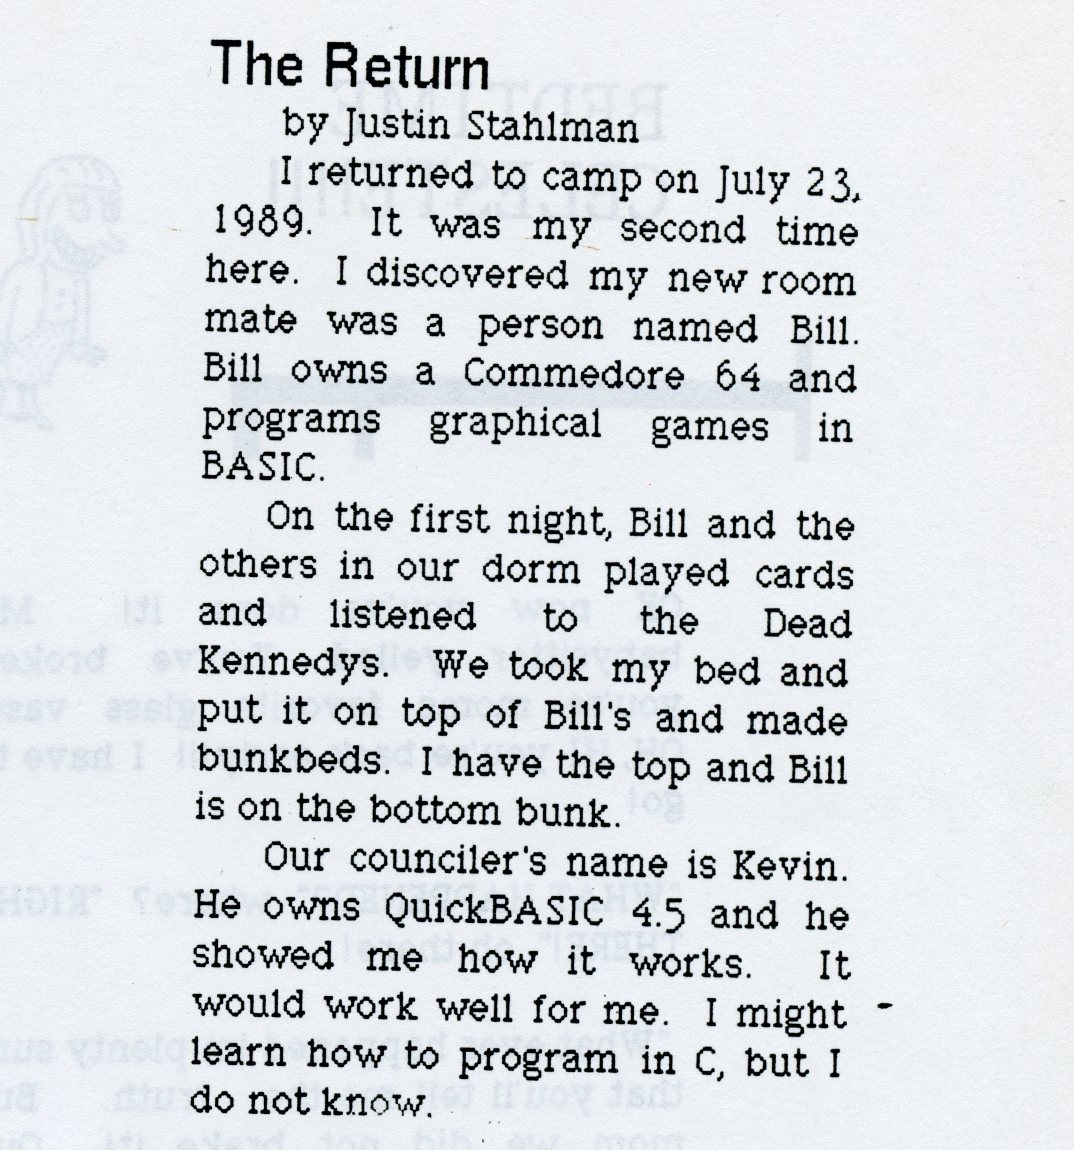 The Return
by Justin Stahlman
I returned to camp on July 23,
1989. It was my second time
here. I discovered my new room
mate was a person named Bill.
Bill owns a Commedore 64 and
programs graphical games in
BASIC.
On the first night, Bill and the
others in our dorm played cards
and listened to the Dead
Kennedys. We took my bed and
put it on top of Bill's and made
bunkbeds. I have the top and Bill
is on the bottom bunk.
Our counciler's name is Kevin.
He owns QuickBASIC 4.5 and he
showed me how it works. It
would work well for me. I might
learn how to program in C, but I
do not know.